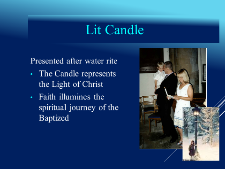 Lit Candle
Presented after water rite
• The Candle represents
the Light of Christ
• Faith illumines the
spiritual journey of the
Baptized